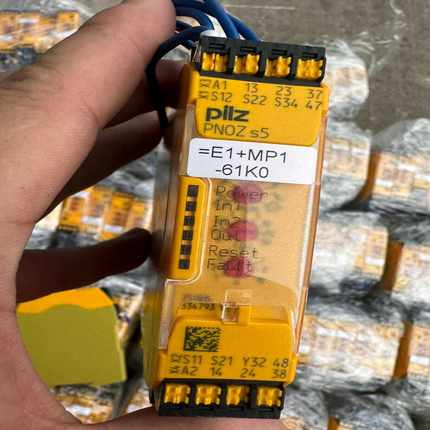 A1 13 23 37
S12 S22 S34 47
pilz
PNOZ s5
=E1+MP1
-61K0
Power
In1
In2
Out
Reset
Fault
S11 S21 Y32 48
A2 14 24 38